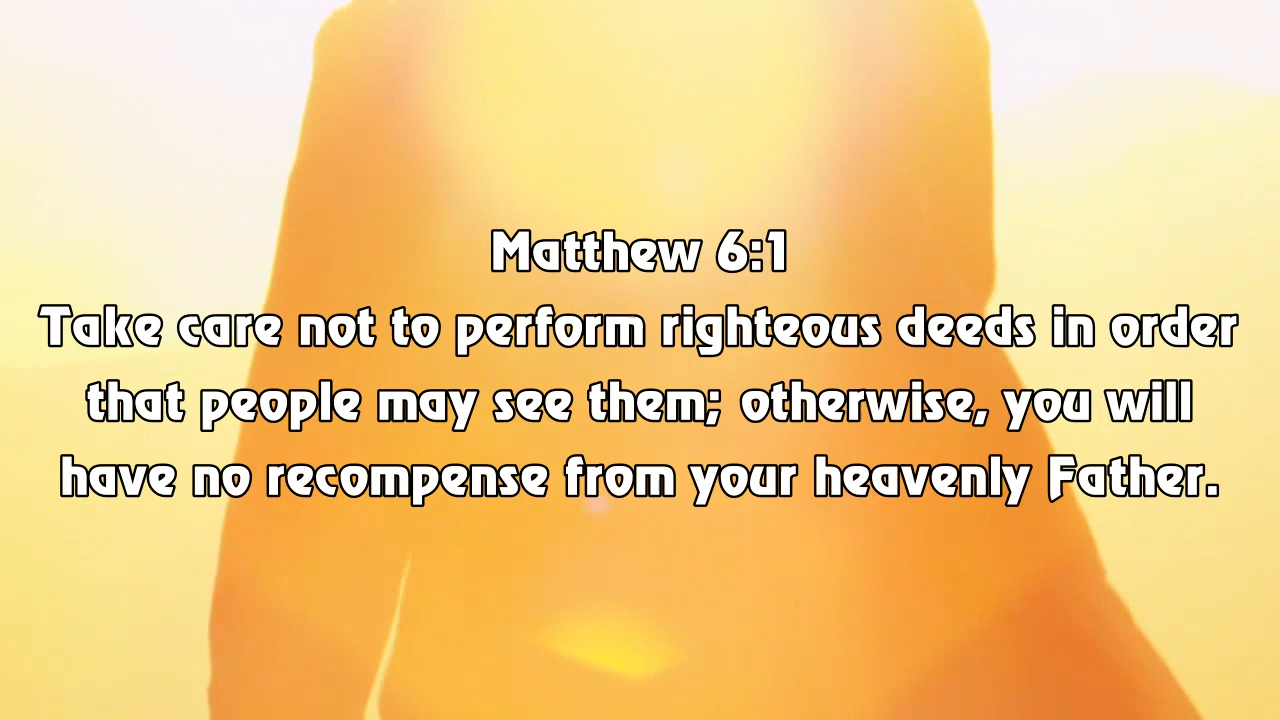 Matthew 6:1
Take care not to perform righteous deeds in order
that people may see them; otherwise, you will
have no recompense from your heavenly Father.